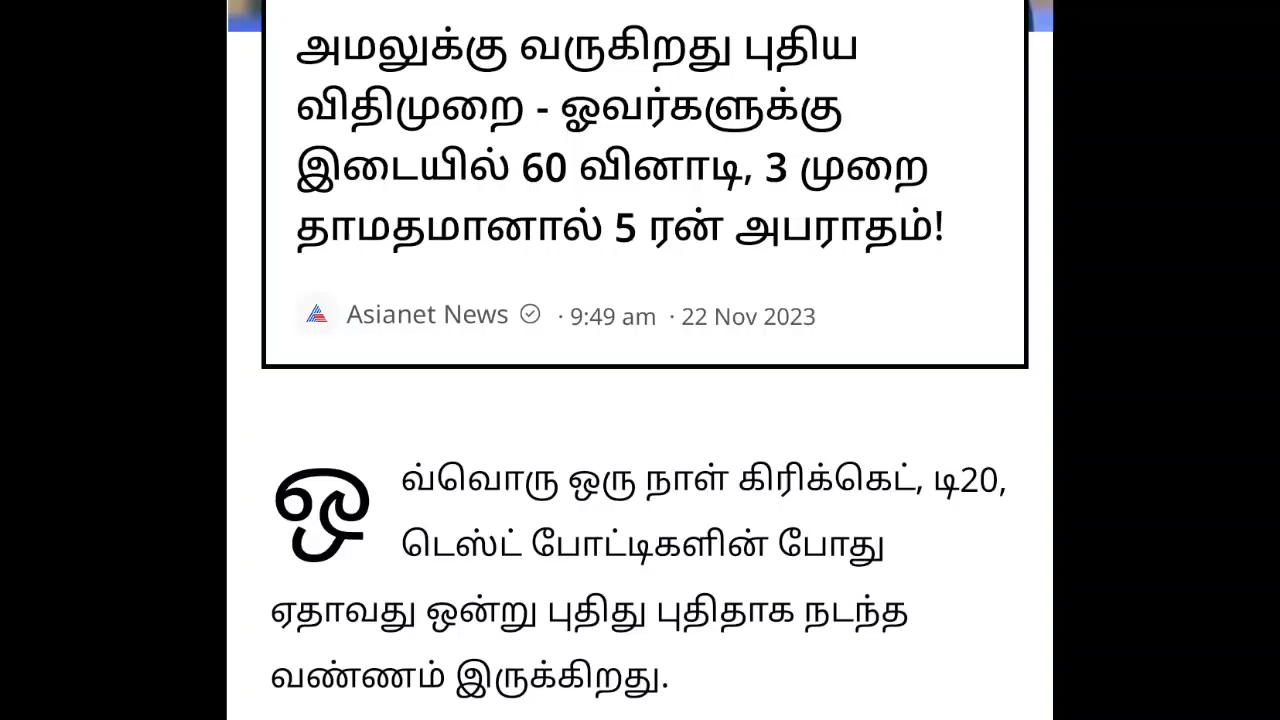 அமலுக்கு வருகிறது புதிய
விதிமுறை - ஓவர்களுக்கு
இடையில் 60 வினாடி, 3 முறை
தாமதமானால் 5 ரன் அபராதம்!
Asianet News · 9:49 am · 22 Nov 2023
ஒவ்வொரு ஒரு நாள் கிரிக்கெட், டி20,
டெஸ்ட் போட்டிகளின் போது
ஏதாவது ஒன்று புதிது புதிதாக நடந்த
வண்ணம் இருக்கிறது.